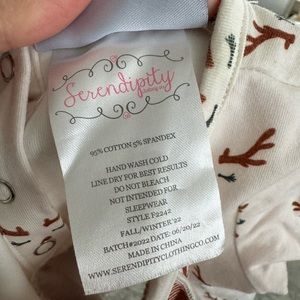 Serendipity
clothing co.
95% COTTON 5% SPANDEX
HAND WASH COLD
LINE DRY FOR BEST RESULTS
DO NOT BLEACH
NOT INTENDED FOR
SLEEPWEAR
STYLE F2242
FALL/WINTER'22
BATCH#2022 DATE: 06/20/22
MADE IN CHINA
WWW.SERENDIPITYCLOTHINGCO.COM